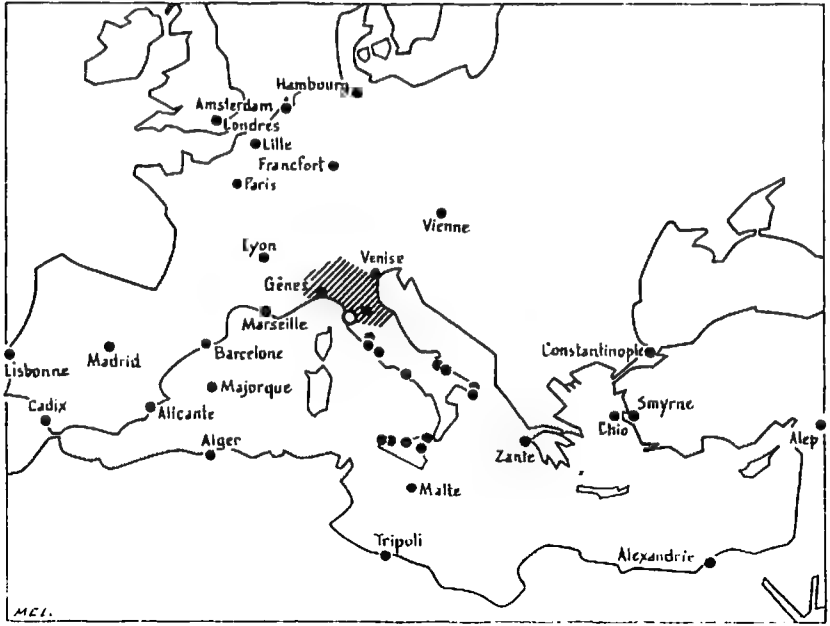 Hambourg
Amsterdam
Londres
Lille
Francfort
Paris
Vienne
Lyon
Venise
Gênes
Marseille
Constantinople
Lisbonne
Madrid
Barcelone
Majorque
Cadix
Alicante
Smyrne
Chio
Alep
Alger
Zante
Malte
Tripoli
Alexandrie
MCI.